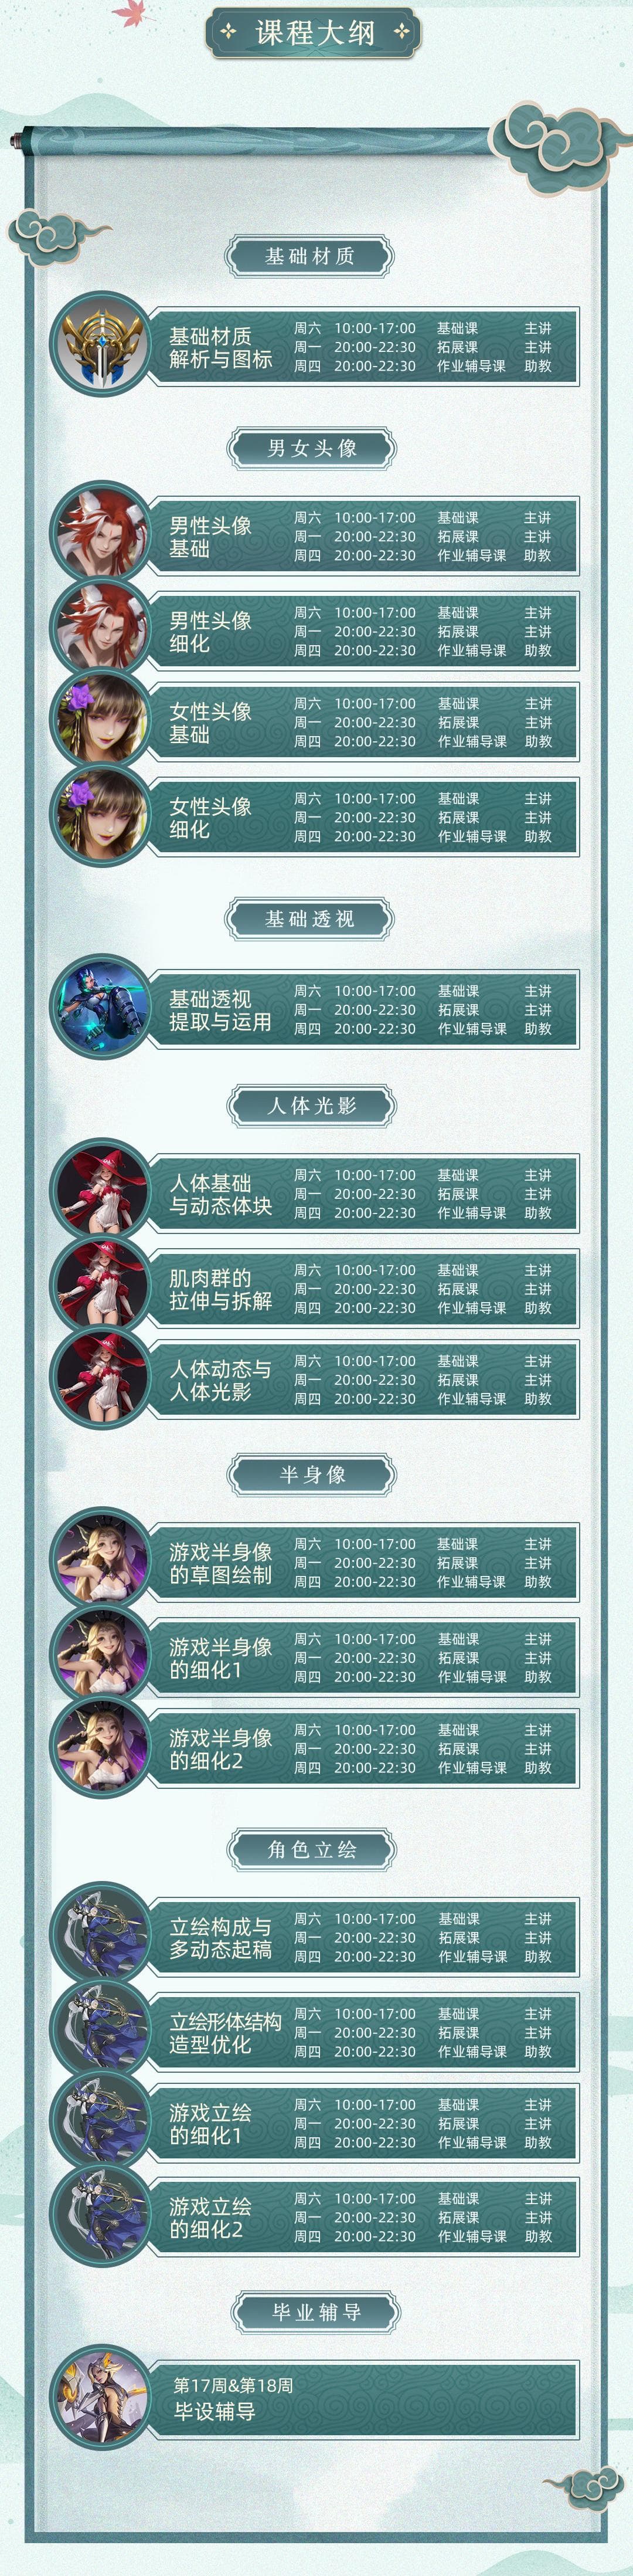 课程大纲
基础材质
基础材质
解析与图标
周六 10:00-17:00 基础课 主讲
周一 20:00-22:30 拓展课 主讲
周四 20:00-22:30 作业辅导课 助教
男女头像
男性头像
基础
周六 10:00-17:00 基础课 主讲
周一 20:00-22:30 拓展课 主讲
周四 20:00-22:30 作业辅导课 助教
男性头像
细化
周六 10:00-17:00 基础课 主讲
周一 20:00-22:30 拓展课 主讲
周四 20:00-22:30 作业辅导课 助教
女性头像
基础
周六 10:00-17:00 基础课 主讲
周一 20:00-22:30 拓展课 主讲
周四 20:00-22:30 作业辅导课 助教
女性头像
细化
周六 10:00-17:00 基础课 主讲
周一 20:00-22:30 拓展课 主讲
周四 20:00-22:30 作业辅导课 助教
基础透视
基础透视
提取与运用
周六 10:00-17:00 基础课 主讲
周一 20:00-22:30 拓展课 主讲
周四 20:00-22:30 作业辅导课 助教
人体光影
人体基础
与动态体块
周六 10:00-17:00 基础课 主讲
周一 20:00-22:30 拓展课 主讲
周四 20:00-22:30 作业辅导课 助教
肌肉群的
拉伸与拆解
周六 10:00-17:00 基础课 主讲
周一 20:00-22:30 拓展课 主讲
周四 20:00-22:30 作业辅导课 助教
人体动态与
人体光影
周六 10:00-17:00 基础课 主讲
周一 20:00-22:30 拓展课 主讲
周四 20:00-22:30 作业辅导课 助教
半身像
游戏半身像
的草图绘制
周六 10:00-17:00 基础课 主讲
周一 20:00-22:30 拓展课 主讲
周四 20:00-22:30 作业辅导课 助教
游戏半身像
的细化1
周六 10:00-17:00 基础课 主讲
周一 20:00-22:30 拓展课 主讲
周四 20:00-22:30 作业辅导课 助教
游戏半身像
的细化2
周六 10:00-17:00 基础课 主讲
周一 20:00-22:30 拓展课 主讲
周四 20:00-22:30 作业辅导课 助教
角色立绘
立绘构成与
多动态起稿
周六 10:00-17:00 基础课 主讲
周一 20:00-22:30 拓展课 主讲
周四 20:00-22:30 作业辅导课 助教
立绘形体结构
造型优化
周六 10:00-17:00 基础课 主讲
周一 20:00-22:30 拓展课 主讲
周四 20:00-22:30 作业辅导课 助教
游戏立绘
的细化1
周六 10:00-17:00 基础课 主讲
周一 20:00-22:30 拓展课 主讲
周四 20:00-22:30 作业辅导课 助教
游戏立绘
的细化2
周六 10:00-17:00 基础课 主讲
周一 20:00-22:30 拓展课 主讲
周四 20:00-22:30 作业辅导课 助教
毕业辅导
第17周&第18周
毕设辅导